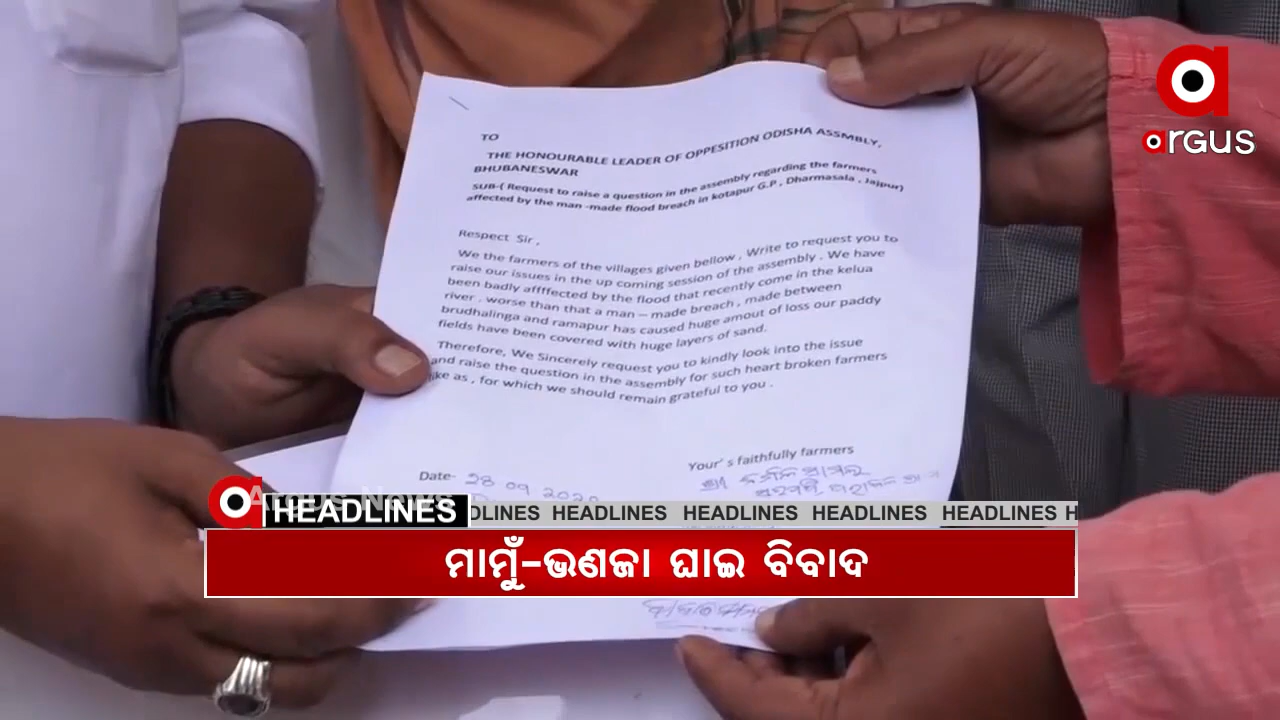 TO
THE HONOURABLE LEADER OF OPPESITION ODISHA ASSMBLY,
BHUBANESWAR
SUB-( Request to raise a question in the assembly regarding the farmers
affected by the man -made flood breach in kotapur G.P , Dharmasala , Jajpur)
Respect Sir ,
We the farmers of the villages given bellow , Write to request you to
raise our issues in the up coming session of the assembly . We have
been badly afffected by the flood that recently come in the kelua
river . worse than that a man – made breach , made between
brudhalinga and ramapur has caused huge amout of loss our paddy
fields have been covered with huge layers of sand.
Therefore, We Sincerely request you to kindly look into the issue
and raise the question in the assembly for such heart broken farmers
like as , for which we should remain grateful to you .
Your' s faithfully farmers
Date- 28 09 2020
argus
Argus News
HEADLINES
HEADLINES HEADLINES HEADLINES HEADLINES HEADLINES H
ମାମୁଁ-ଭଣଜା ଘାଇ ବିବାଦ